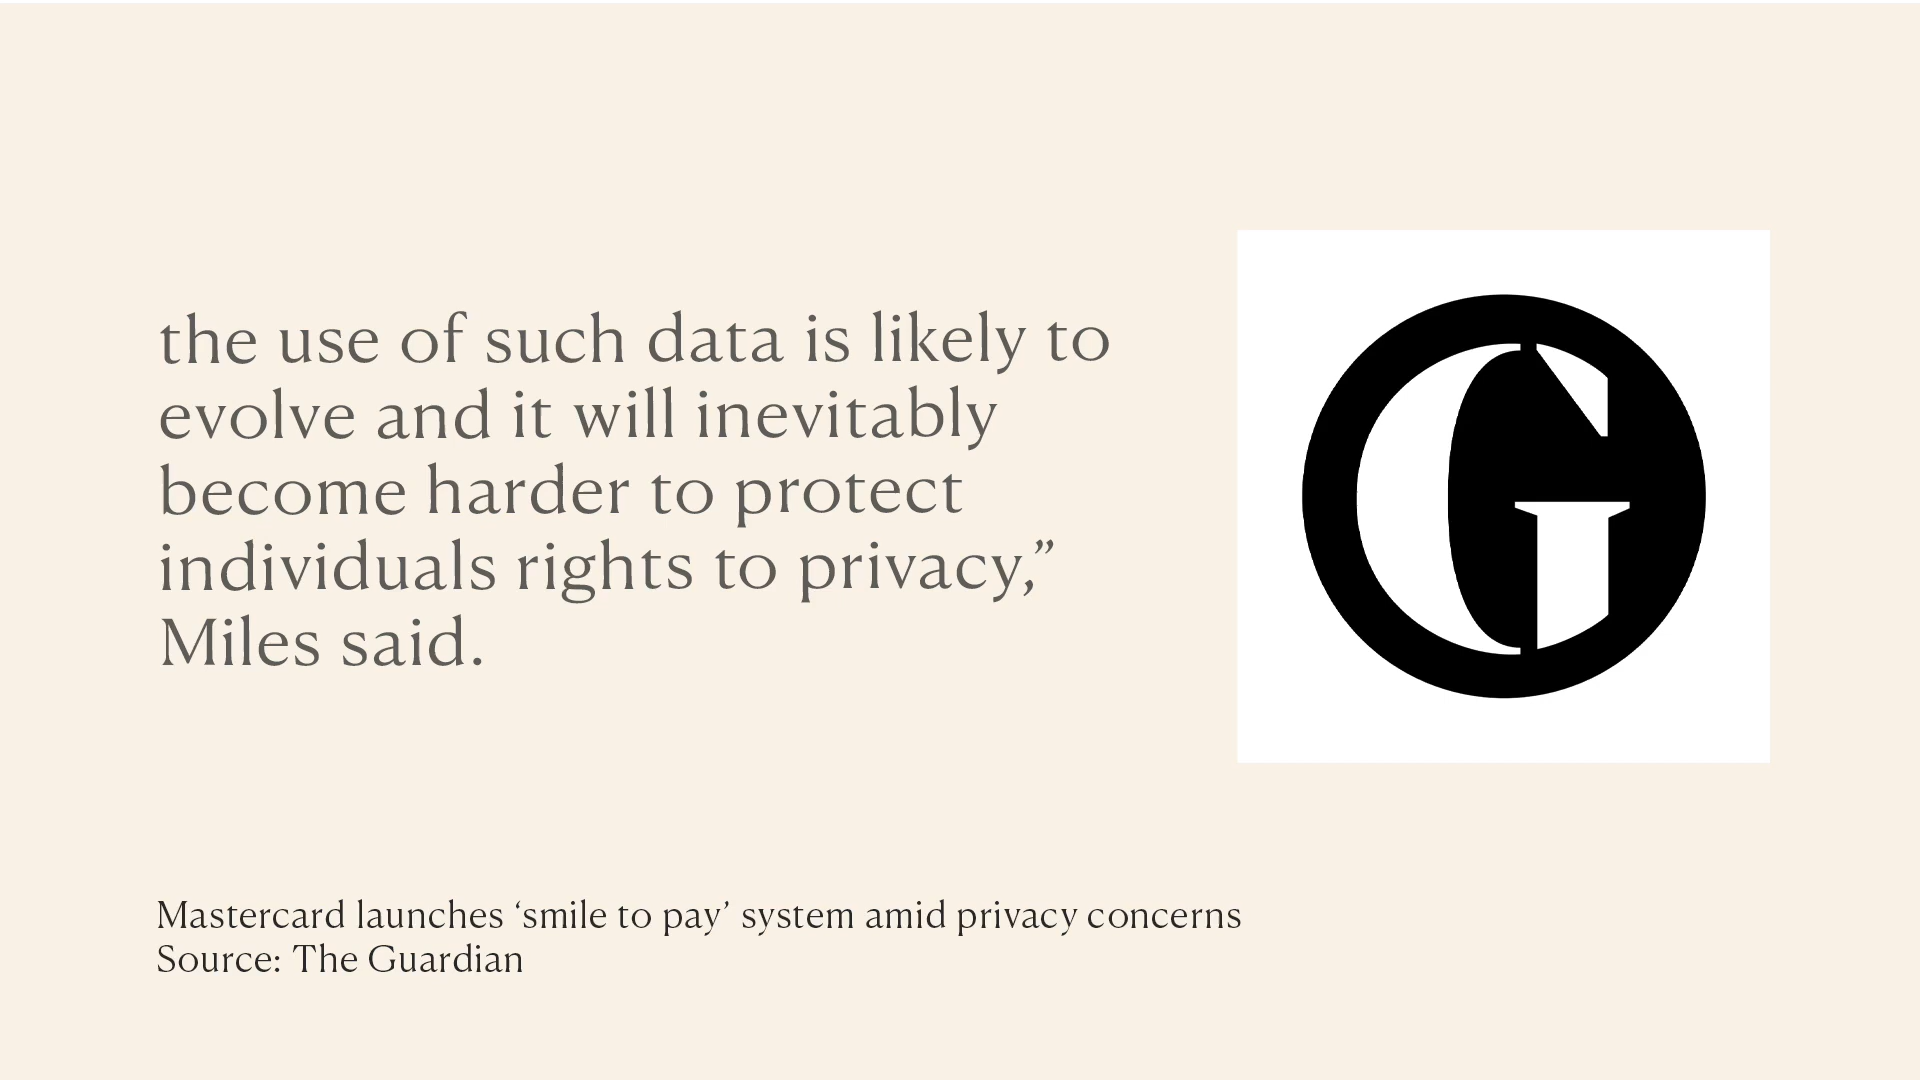 the use of such data is likely to
evolve and it will inevitably
become harder to protect
individuals rights to privacy,”
Miles said.
G
Mastercard launches ‘smile to pay’ system amid privacy concerns
Source: The Guardian